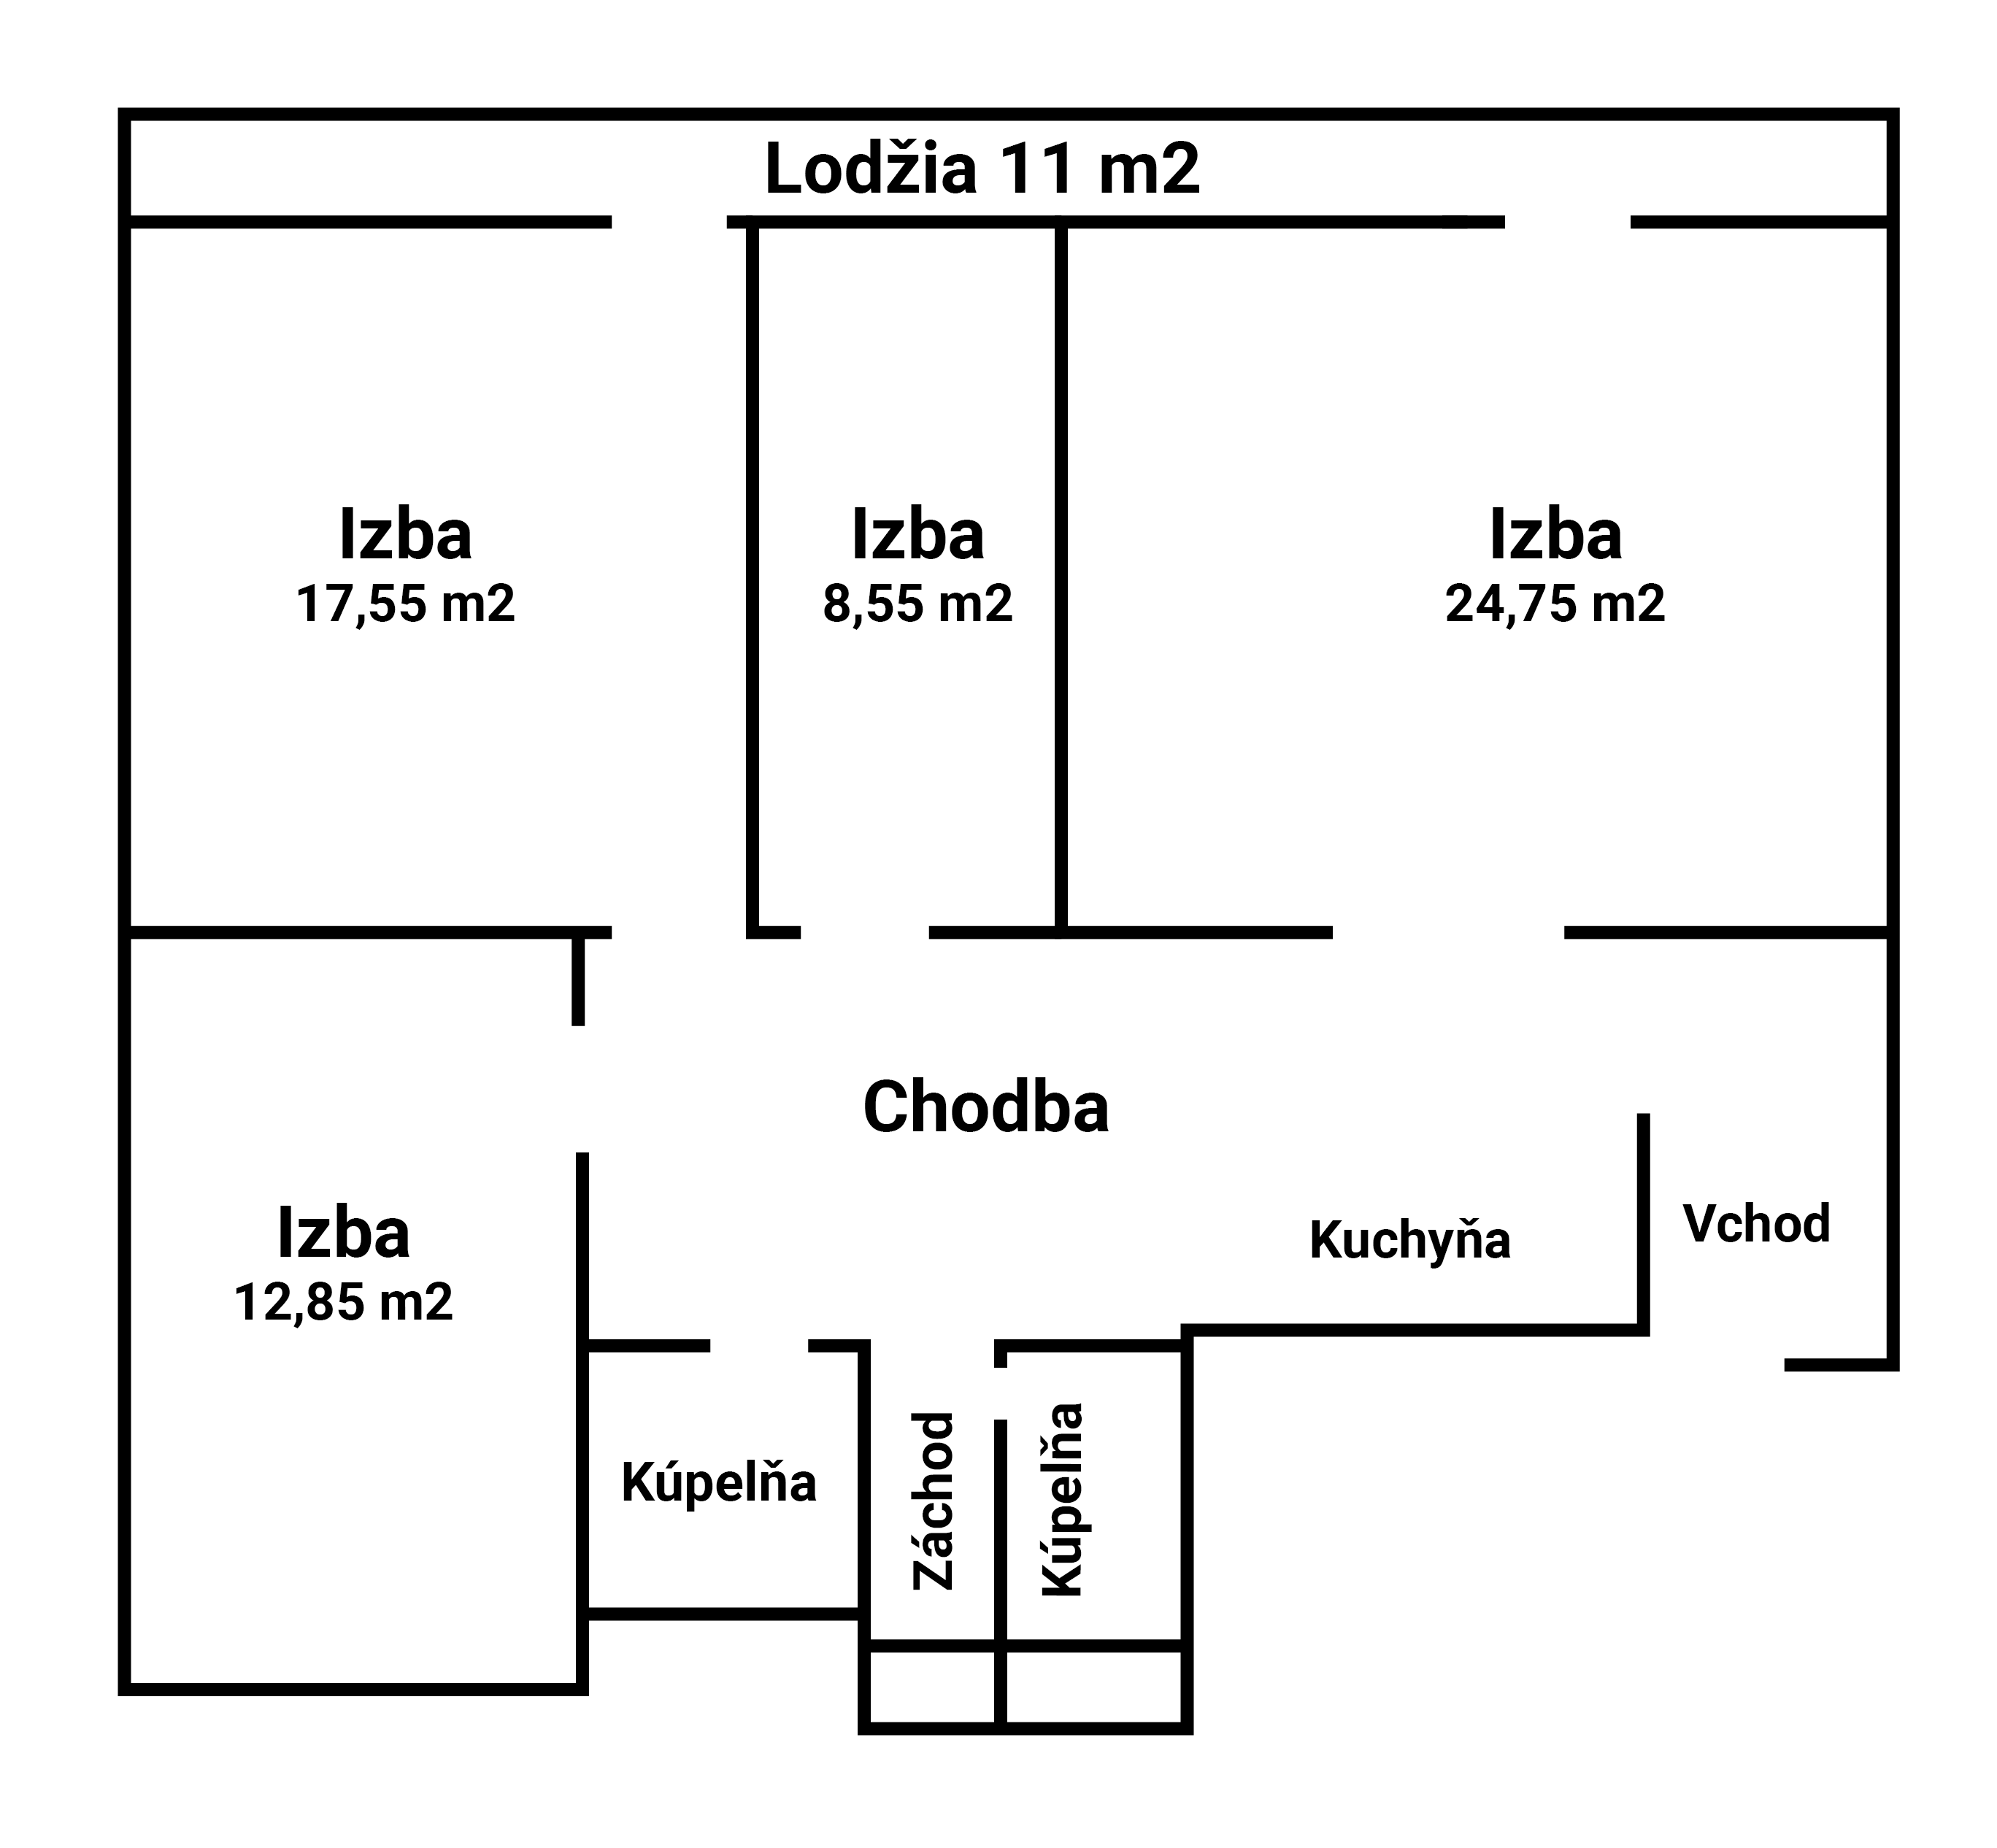 Lodžia 11 m2
Izba
17,55 m2
Izba
8,55 m2
Izba
24,75 m2
Chodba
Izba
12,85 m2
Kuchyňa
Vchod
Kúpelňa
Záchod
Kúpelňa